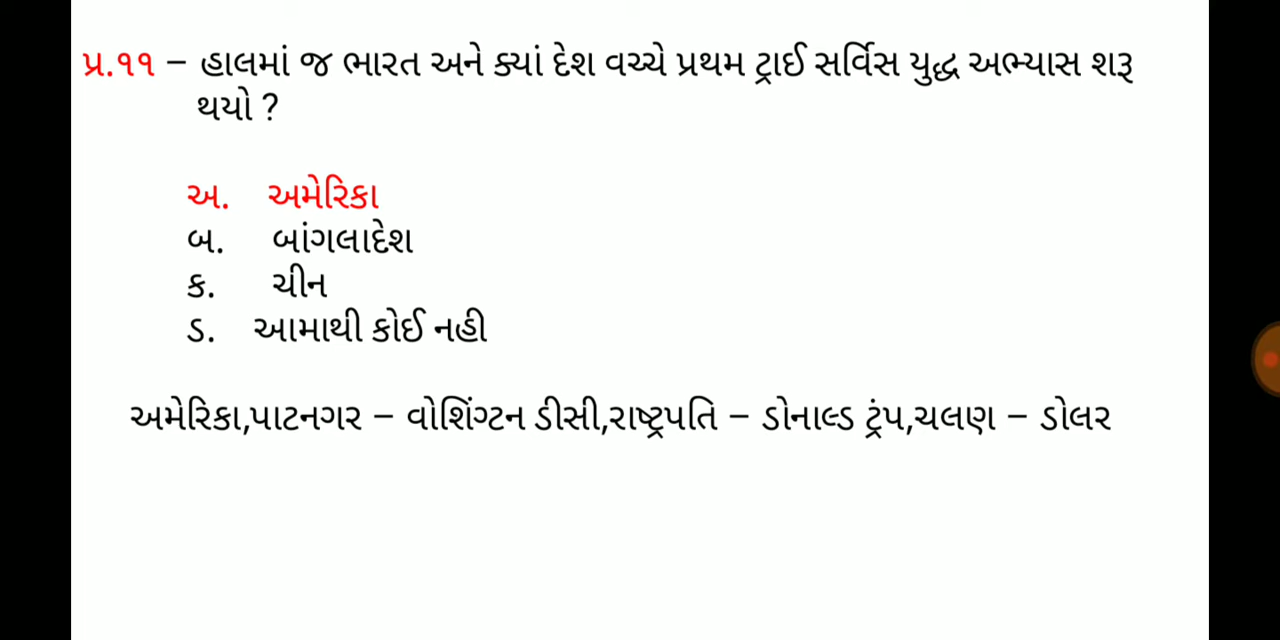 પ્ર.૧૧ – હાલમાં જ ભારત અને ક્યાં દેશ વચ્ચે પ્રથમ ટ્રાઈ સર્વિસ યુદ્ધ અભ્યાસ શરૂ
થયો ?
અ. અમેરિકા
બ. બાંગલાદેશ
ક. ચીન
ડ. આમાથી કોઈ નહી
અમેરિકા,પાટનગર – વોશિંગ્ટન ડીસી,રાષ્ટ્રપતિ – ડોનાલ્ડ ટ્રંપ,ચલણ – ડોલર